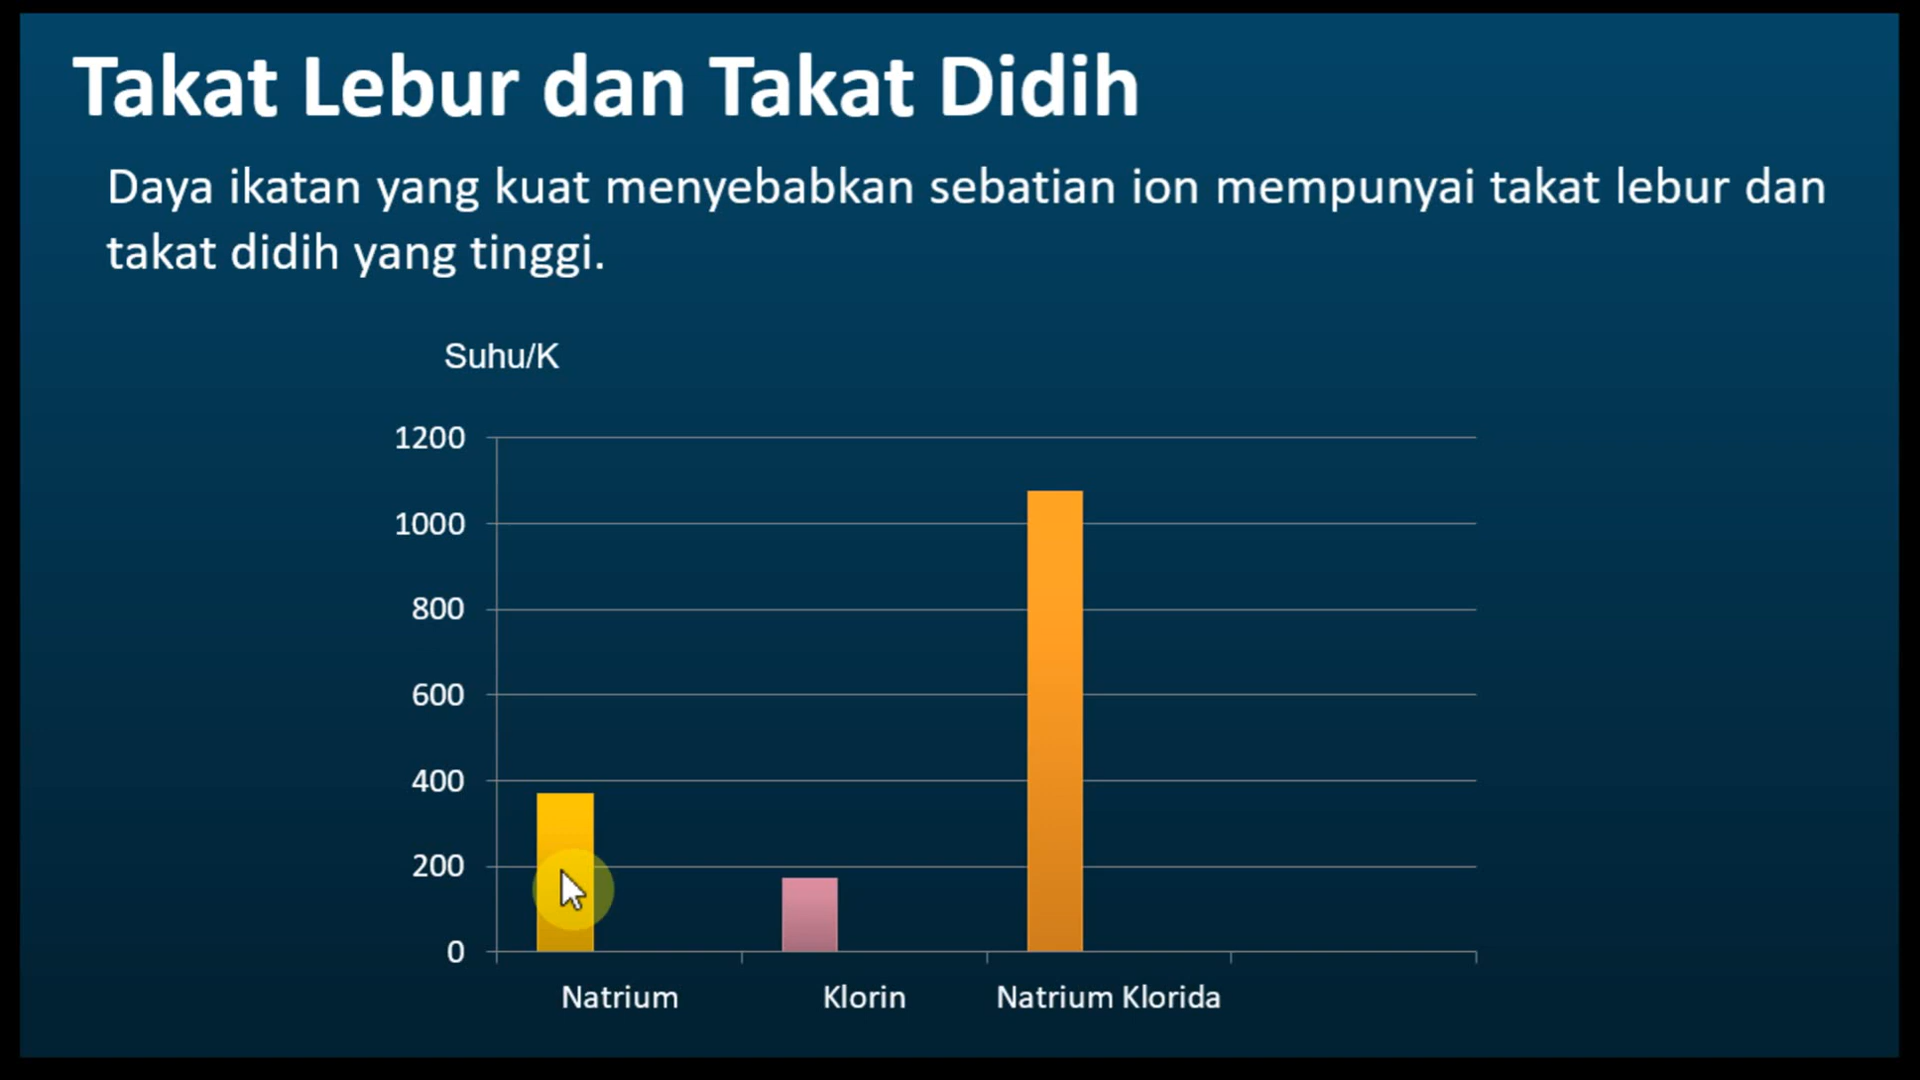 Takat Lebur dan Takat Didih
Daya ikatan yang kuat menyebabkan sebatian ion mempunyai takat lebur dan
takat didih yang tinggi.
Suhu/K
1200
1000
800
600
400
200
0
Natrium
Klorin
Natrium Klorida